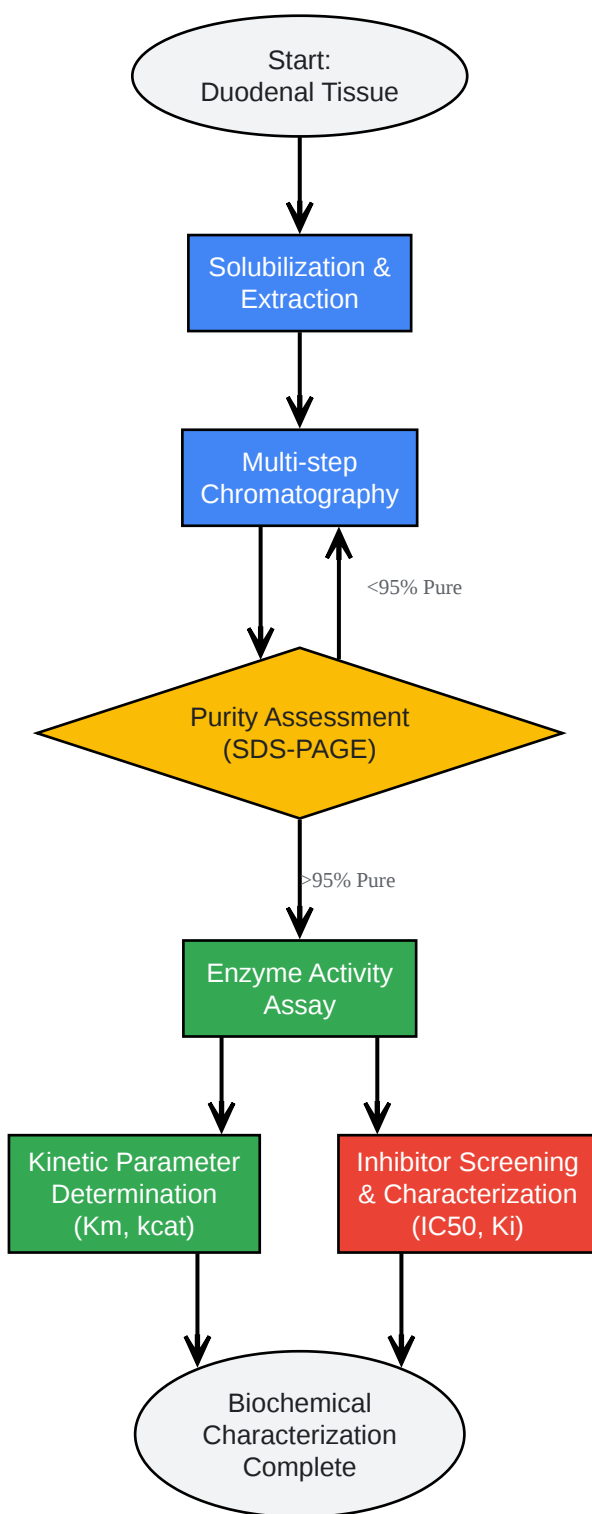 Start:
Duodenal Tissue
Solubilization &
Extraction
Multi-step
Chromatography
<95% Pure
Purity Assessment
(SDS-PAGE)
>95% Pure
Enzyme Activity
Assay
Kinetic Parameter
Determination
(Km, kcat)
Inhibitor Screening
& Characterization
(IC50, Ki)
Biochemical
Characterization
Complete